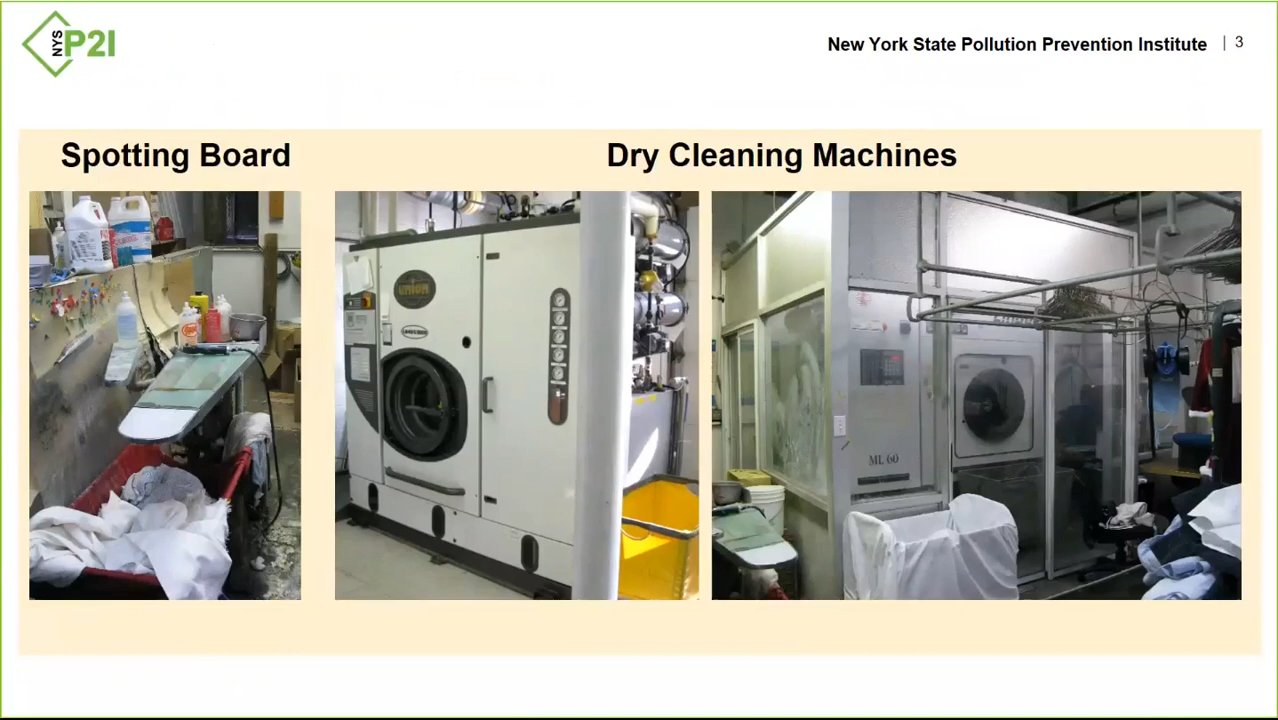 NYS P2I
New York State Pollution Prevention Institute | 3
Spotting Board
Dry Cleaning Machines
UNION
ML 60